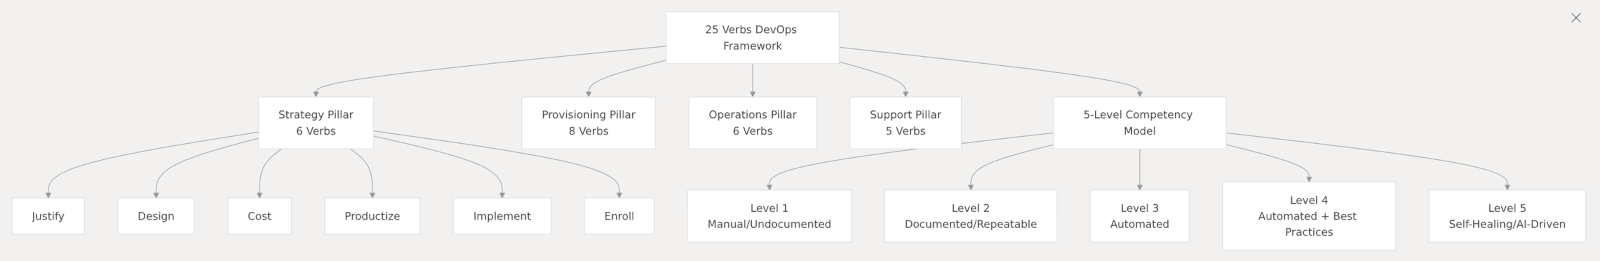 25 Verbs DevOps
Framework
Strategy Pillar
6 Verbs
Provisioning Pillar
8 Verbs
Operations Pillar
6 Verbs
Support Pillar
5 Verbs
5-Level Competency
Model
Justify
Design
Cost
Productize
Implement
Enroll
Level 1
Manual/Undocumented
Level 2
Documented/Repeatable
Level 3
Automated
Level 4
Automated + Best
Practices
Level 5
Self-Healing/AI-Driven